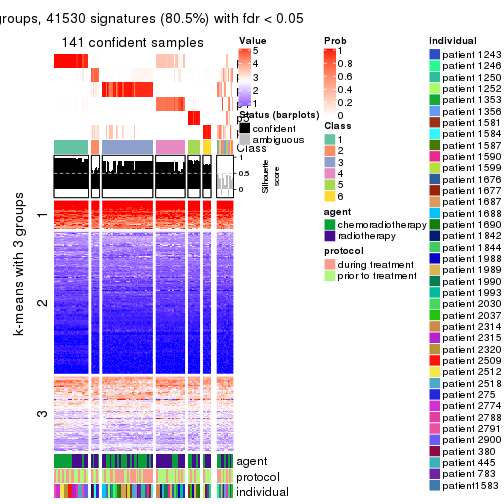 groups, 41530 signatures (80.5%) with fdr < 0.05
141 confident samples
k-means with 3 groups
1
2
3
Class
1
0.5
0
Silhouette
score
agent
protocol
individual
Value
5
4
3
2
1
Status (barplots)
confident
ambiguous
Prob
1
0.8
0.6
0.4
0.2
0
Class
1
2
3
4
5
6
agent
chemoradiotherapy
radiotherapy
protocol
during treatment
prior to treatment
individual
patient 1243
patient 1246
patient 1250
patient 1252
patient 1353
patient 1356
patient 1581
patient 1584
patient 1587
patient 1590
patient 1599
patient 1676
patient 1677
patient 1687
patient 1688
patient 1690
patient 1842
patient 1844
patient 1988
patient 1989
patient 1990
patient 1993
patient 2030
patient 2037
patient 2314
patient 2315
patient 2320
patient 2509
patient 2512
patient 2518
patient 275
patient 2774
patient 2788
patient 2791
patient 2900
patient 380
patient 445
patient 783
patient1583